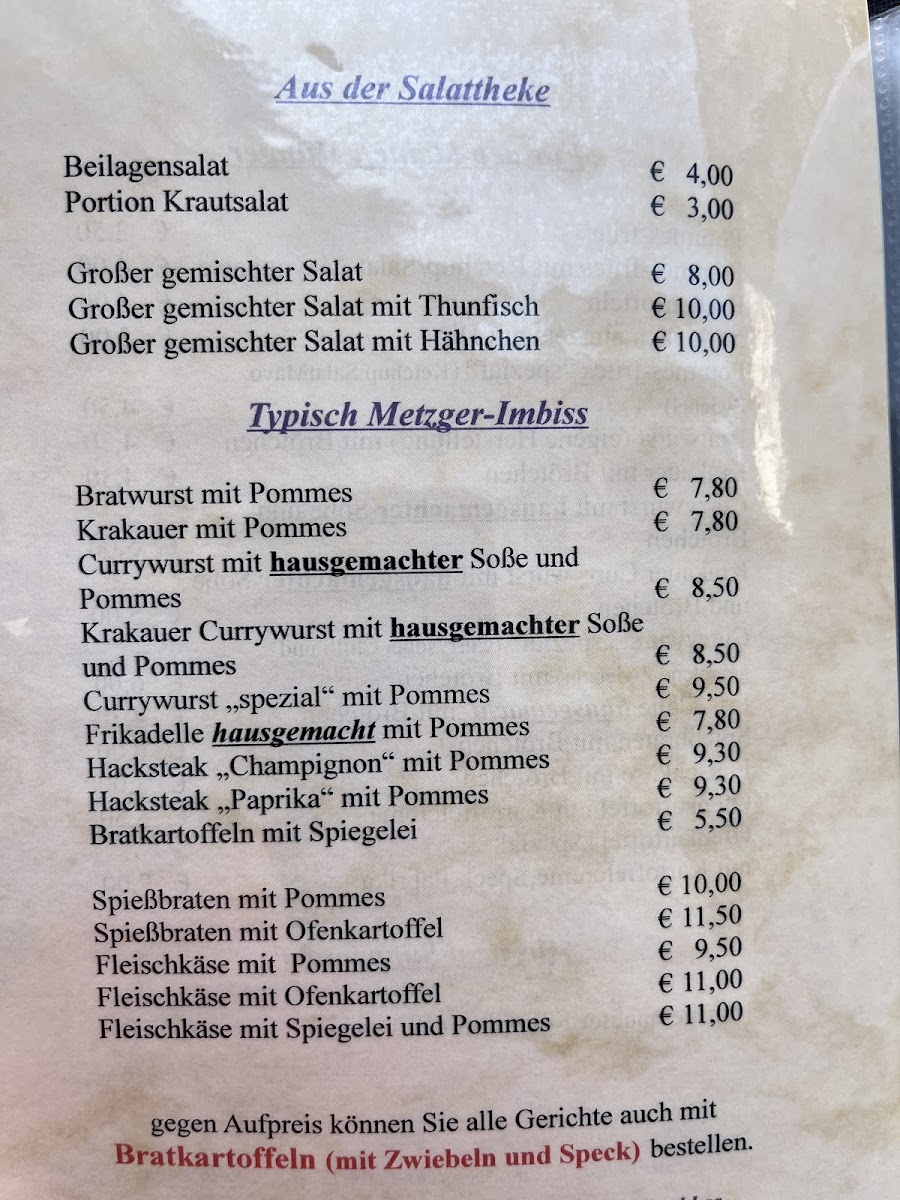 Aus der Salattheke
Beilagensalat € 4,00
Portion Krautsalat € 3,00
Großer gemischter Salat € 8,00
Großer gemischter Salat mit Thunfisch € 10,00
Großer gemischter Salat mit Hähnchen € 10,00
Typisch Metzger-Imbiss
Bratwurst mit Pommes € 7,80
Krakauer mit Pommes € 7,80
Currywurst mit hausgemachter Soße und
Pommes € 8,50
Krakauer Currywurst mit hausgemachter Soße
und Pommes € 8,50
Currywurst „spezial“ mit Pommes € 9,50
Frikadelle hausgemacht mit Pommes € 7,80
Hacksteak „Champignon“ mit Pommes € 9,30
Hacksteak „Paprika“ mit Pommes € 9,30
Bratkartoffeln mit Spiegelei € 5,50
Spießbraten mit Pommes € 10,00
Spießbraten mit Ofenkartoffel € 11,50
Fleischkäse mit Pommes € 9,50
Fleischkäse mit Ofenkartoffel € 11,00
Fleischkäse mit Spiegelei und Pommes € 11,00
gegen Aufpreis können Sie alle Gerichte auch mit
Bratkartoffeln (mit Zwiebeln und Speck) bestellen.